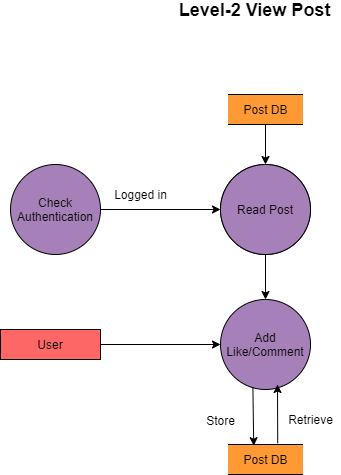 Level-2 View Post
Post DB
Check
Authentication
Logged in
Read Post
Add
Like/Comment
User
Store
Retrieve
Post DB